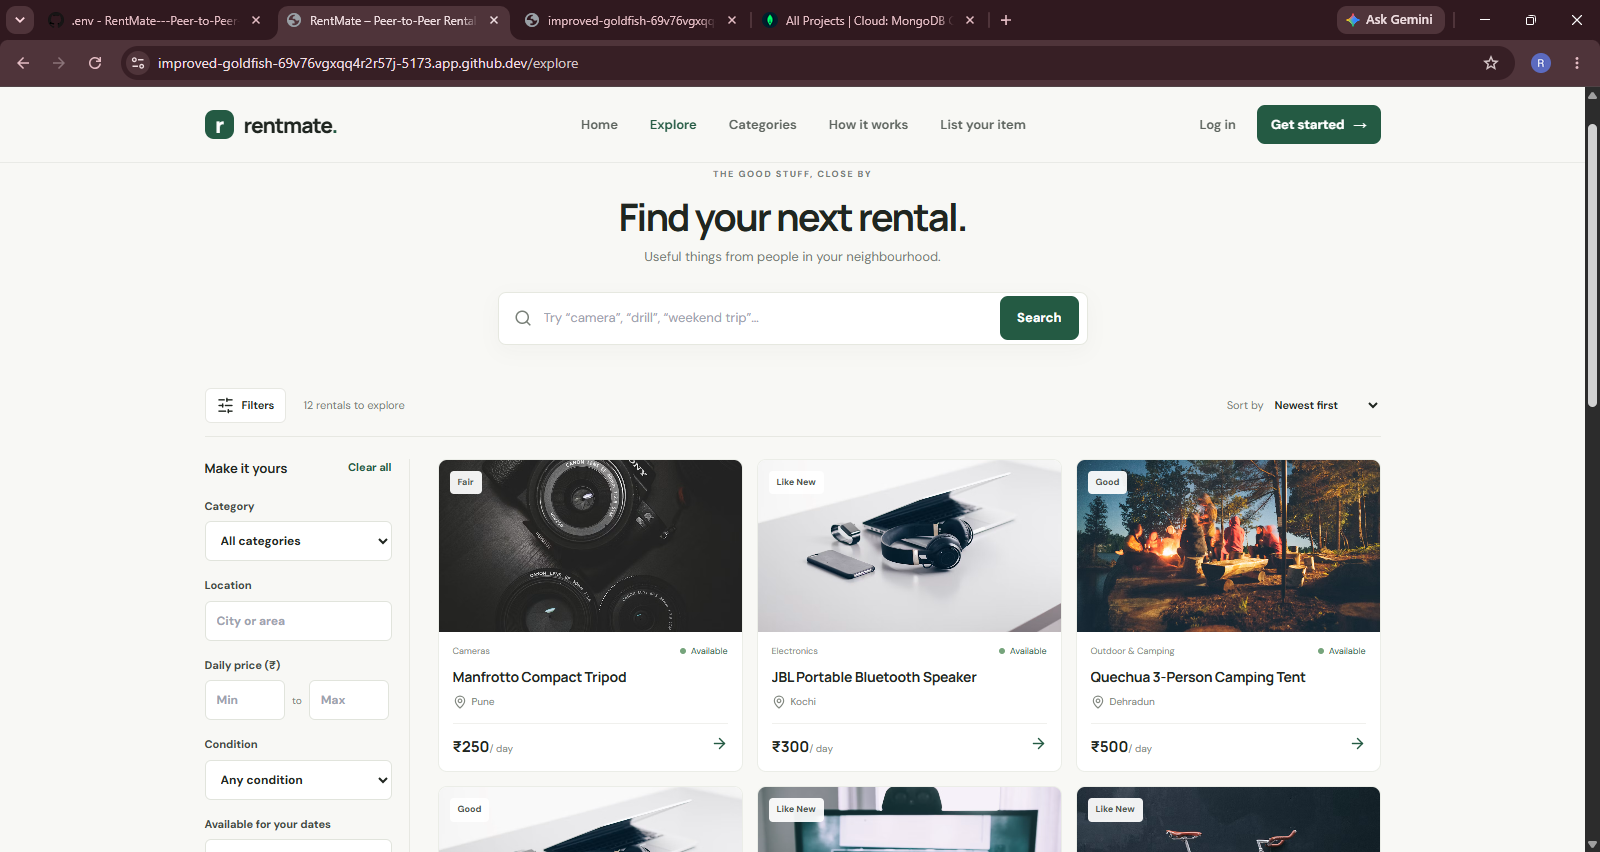 .env - RentMate---Peer-to-Peer
RentMate – Peer-to-Peer Rental
improved-goldfish-69v76vgxqq
All Projects | Cloud: MongoDB C
Ask Gemini
improved-goldfish-69v76vgxqq4r2r57j-5173.app.github.dev/explore
R
r rentmate.
Home
Explore
Categories
How it works
List your item
Log in
Get started →
THE GOOD STUFF, CLOSE BY
Find your next rental.
Useful things from people in your neighbourhood.
Try “camera”, “drill”, “weekend trip”…
Search
Filters
12 rentals to explore
Sort by Newest first
Make it yours
Clear all
Category
All categories
Location
City or area
Daily price (₹)
Min to Max
Condition
Any condition
Available for your dates
Fair
CANON LENS
SONY
Cameras
Available
Manfrotto Compact Tripod
Pune
₹250/ day
Like New
Electronics
Available
JBL Portable Bluetooth Speaker
Kochi
₹300/ day
Good
Outdoor & Camping
Available
Quechua 3-Person Camping Tent
Dehradun
₹500/ day
Good
Like New
Like New